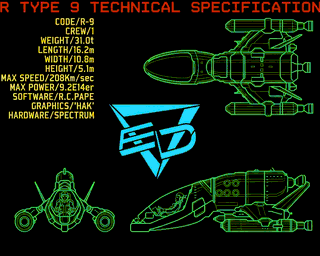 R TYPE 9 TECHNICAL SPECIFICATION
CODE/R-9
CREW/1
WEIGHT/31.0t
LENGTH/16.2m
WIDTH/10.8m
HEIGHT/5.1m
MAX SPEED/208Km/sec
MAX POWER/9.2E14er
SOFTWARE/R.C.PAPE
GRAPHICS/'HAK'
HARDWARE/SPECTRUM